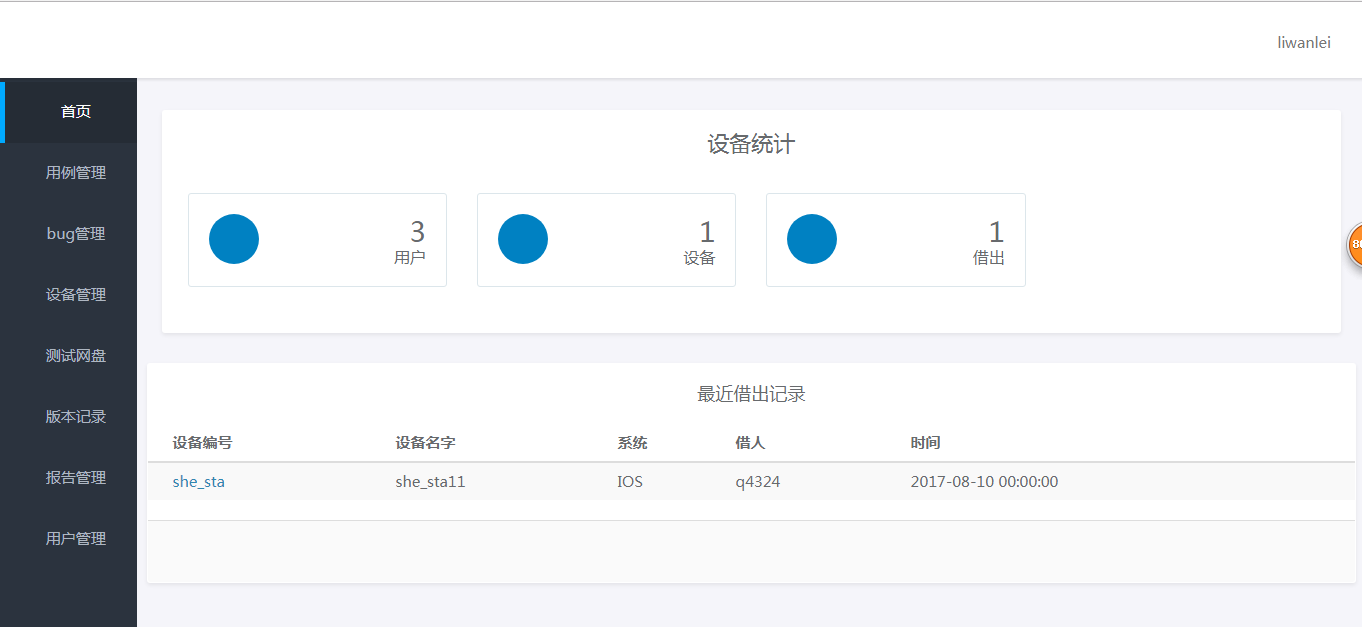 liwanlei
首页
用例管理
bug管理
设备管理
测试网盘
版本记录
报告管理
用户管理
设备统计
3
用户
1
设备
1
借出
最近借出记录
设备编号 设备名字 系统 借人 时间
she_sta she_sta11 IOS q4324 2017-08-10 00:00:00